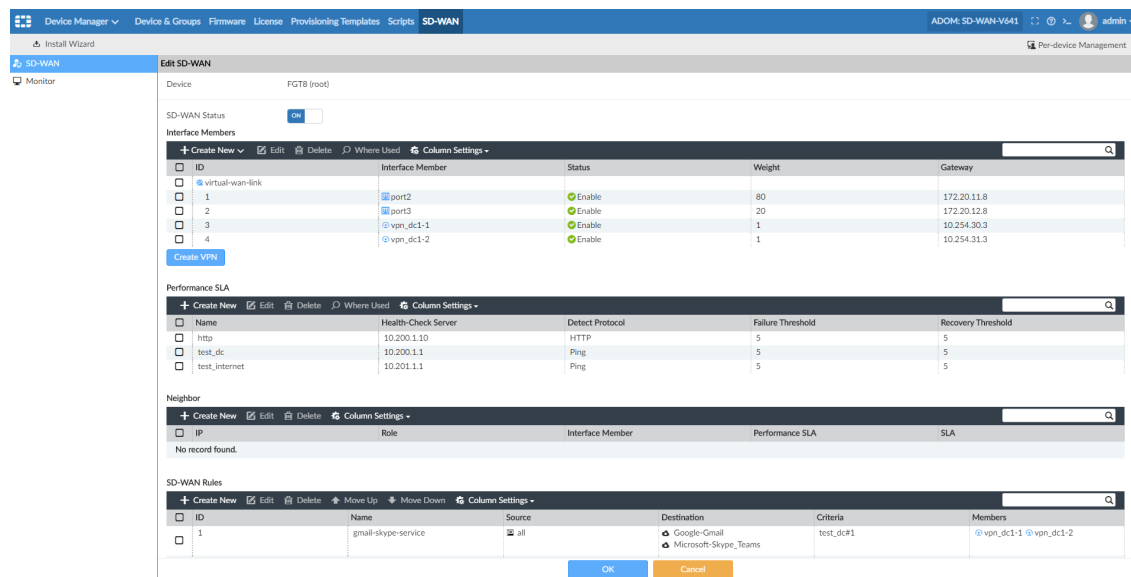 Device Manager Device & Groups Firmware License Provisioning Templates Scripts SD-WAN ADOM: SD-WAN-V641 admin
Install Wizard Per-device Management
SD-WAN
Monitor
Edit SD-WAN
Device FGT8 (root)
SD-WAN Status ON
Interface Members
Create New Edit Delete Where Used Column Settings
ID Interface Member Status Weight Gateway
virtual-wan-link
1 port2 Enable 80 172.20.11.8
2 port3 Enable 20 172.20.12.8
3 vpn_dc1-1 Enable 1 10.254.30.3
4 vpn_dc1-2 Enable 1 10.254.31.3
Create VPN
Performance SLA
Create New Edit Delete Where Used Column Settings
Name Health-Check Server Detect Protocol Failure Threshold Recovery Threshold
http 10.200.1.10 HTTP 5 5
test_dc 10.200.1.1 Ping 5 5
test_internet 10.201.1.1 Ping 5 5
Neighbor
Create New Edit Delete Column Settings
IP Role Interface Member Performance SLA SLA
No record found.
SD-WAN Rules
Create New Edit Delete Move Up Move Down Column Settings
ID Name Source Destination Criteria Members
1 gmail-skype-service all Google-Gmail test_dc#1 vpn_dc1-1 vpn_dc1-2
Microsoft-Skype_Teams
OK Cancel